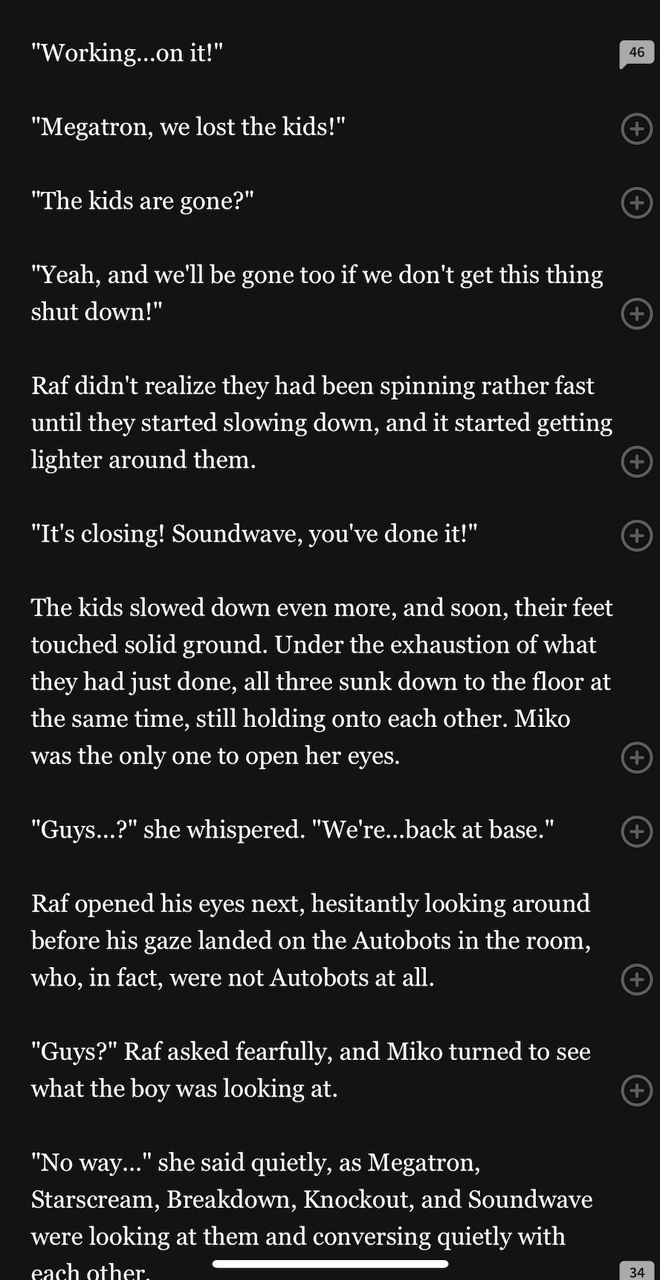 "Working...on it!"
46
"Megatron, we lost the kids!"
"The kids are gone?"
"Yeah, and we'll be gone too if we don't get this thing
shut down!"
Raf didn't realize they had been spinning rather fast
until they started slowing down, and it started getting
lighter around them.
"It's closing! Soundwave, you've done it!"
The kids slowed down even more, and soon, their feet
touched solid ground. Under the exhaustion of what
they had just done, all three sunk down to the floor at
the same time, still holding onto each other. Miko
was the only one to open her eyes.
"Guys...?" she whispered. "We're...back at base."
Raf opened his eyes next, hesitantly looking around
before his gaze landed on the Autobots in the room,
who, in fact, were not Autobots at all.
"Guys?" Raf asked fearfully, and Miko turned to see
what the boy was looking at.
"No way..." she said quietly, as Megatron,
Starscream, Breakdown, Knockout, and Soundwave
were looking at them and conversing quietly with
each other.
34